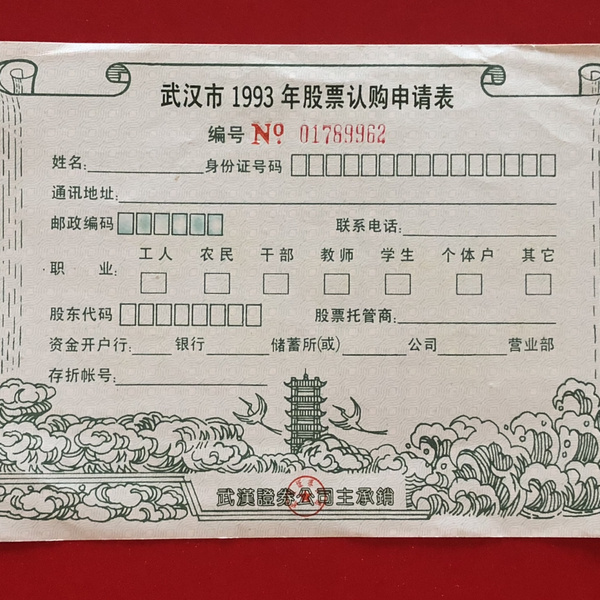 武汉市 1993 年股票认购申请表
编号 Nº 01789962
姓名: 身份证号码
通讯地址:
邮政编码 联系电话:
工人 农民 干部 教师 学生 个体户 其它
职 业:
股东代码 股票托管商:
资金开户行: 银行 储蓄所(或) 公司 营业部
存折帐号:
武漢證券公司主承銷